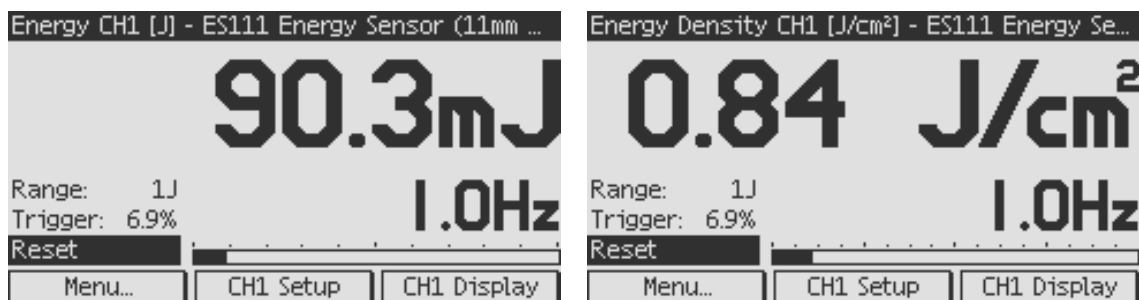 Energy CH1 [J] - ES111 Energy Sensor (11mm ...
90.3mJ
Range: 1J
Trigger: 6.9%
1.0Hz
Reset
Menu...
CH1 Setup
CH1 Display
Energy Density CH1 [J/cm²] - ES111 Energy Se...
0.84 J/cm²
Range: 1J
Trigger: 6.9%
1.0Hz
Reset
Menu...
CH1 Setup
CH1 Display